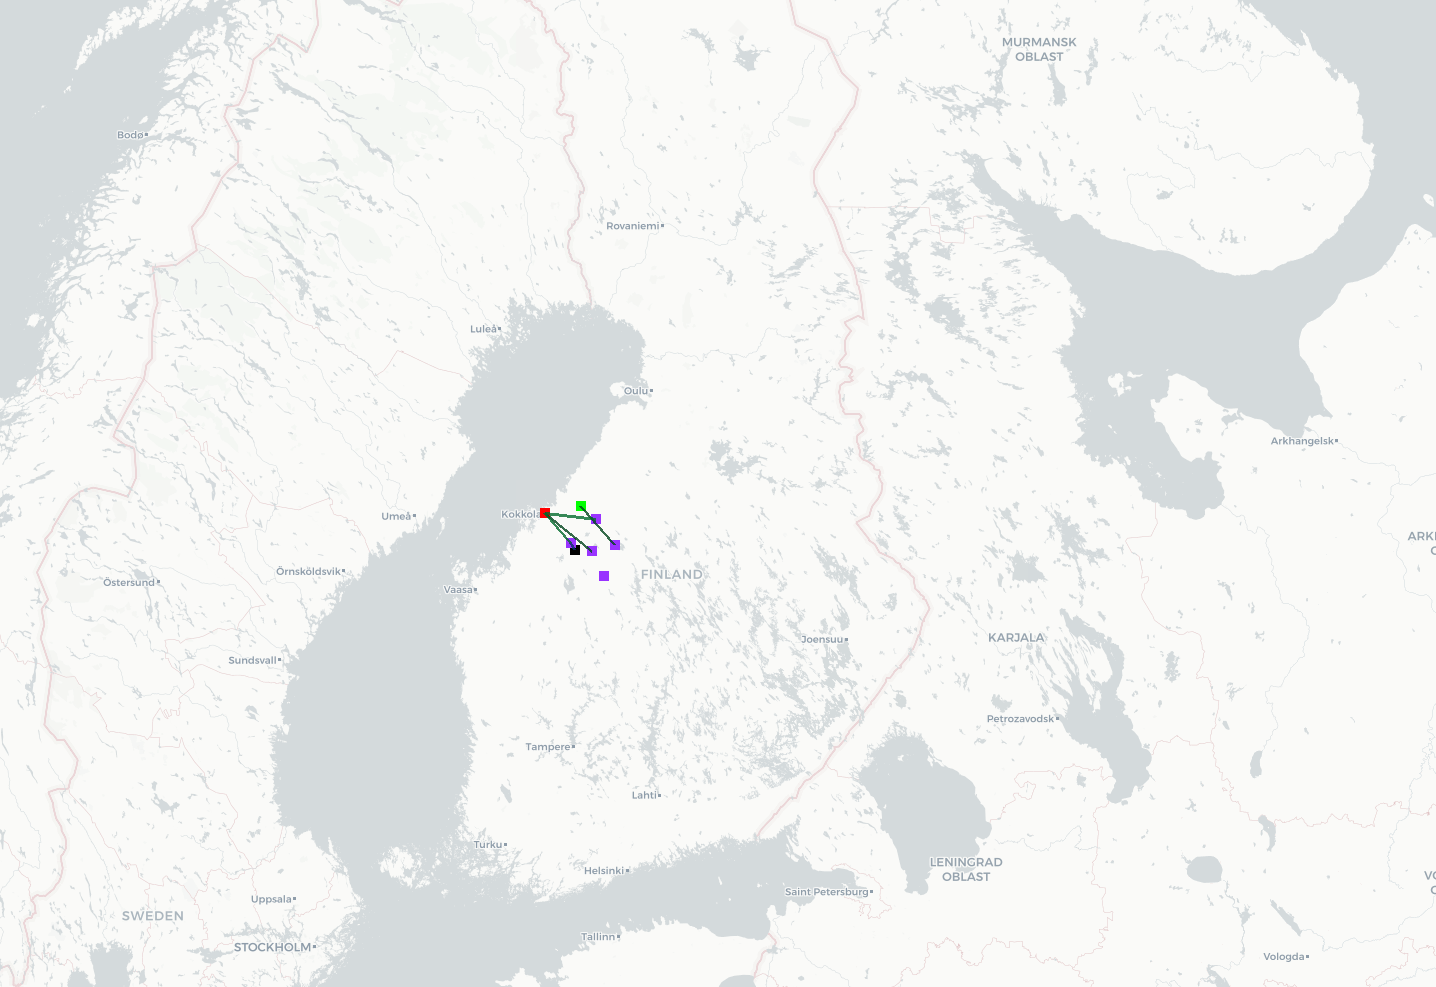 MURMANSK
OBLAST
Bodø
Rovaniemi
Luleå
Oulu
Arkhangelsk
Kokkola
Umeå
ARK
Örnsköldsvik
FINLAND
Östersund
Vaasa
KARJALA
Joensuu
Sundsvall
Petrozavodsk
Tampere
Lahti
Turku
LENINGRAD
OBLAST
Helsinki
Saint Petersburg
Uppsala
SWEDEN
STOCKHOLM
Tallinn
Vologda